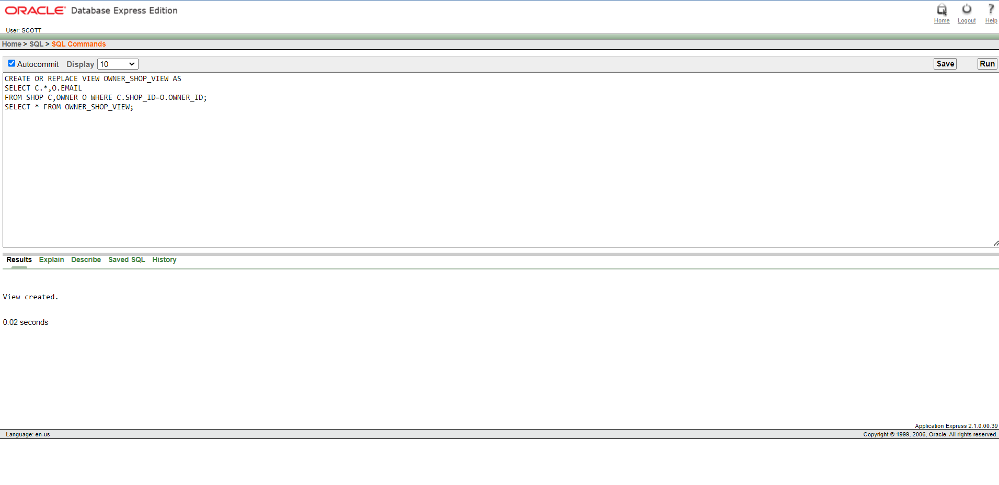 ORACLE Database Express Edition
Home Logout Help
User: SCOTT
Home > SQL > SQL Commands
Autocommit Display 10 Save Run
CREATE OR REPLACE VIEW OWNER_SHOP_VIEW AS
SELECT C.*,O.EMAIL
FROM SHOP C,OWNER O WHERE C.SHOP_ID=O.OWNER_ID;
SELECT * FROM OWNER_SHOP_VIEW;
Results Explain Describe Saved SQL History
View created.
0.02 seconds
Application Express 2.1.0.00.39
Language: en-us Copyright © 1999, 2006, Oracle. All rights reserved.